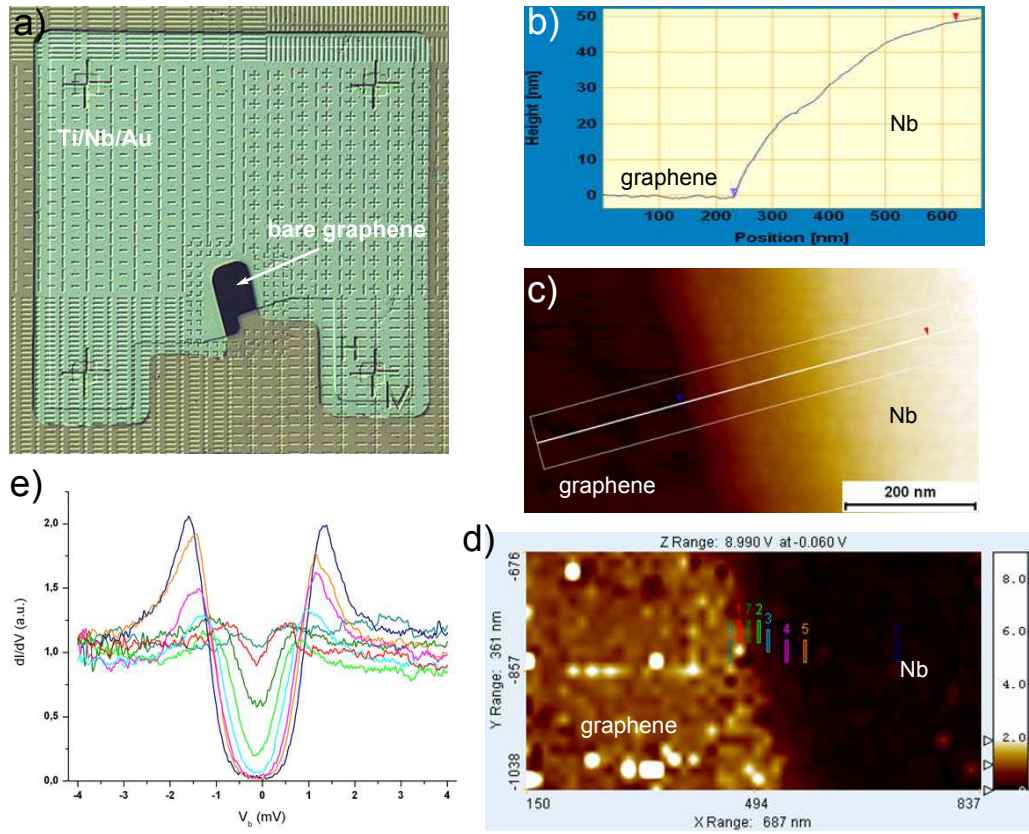 a)
Ti/Nb/Au
bare graphene
IV
b)
Height [nm]
50
40
30
20
10
0
graphene
Nb
100 200 300 400 500 600
Position [nm]
c)
graphene
Nb
200 nm
e)
dI/dV (a.u.)
2,0
1,5
1,0
0,5
0,0
-4 -3 -2 -1 0 1 2 3 4
V_b (mV)
d)
Z Range: 8.990 V at -0.060 V
Y Range: 361 nm
-676
-857
-1038
1 7 2
3
4 5
graphene
Nb
8.0
6.0
4.0
2.0
0
150 494 837
X Range: 687 nm